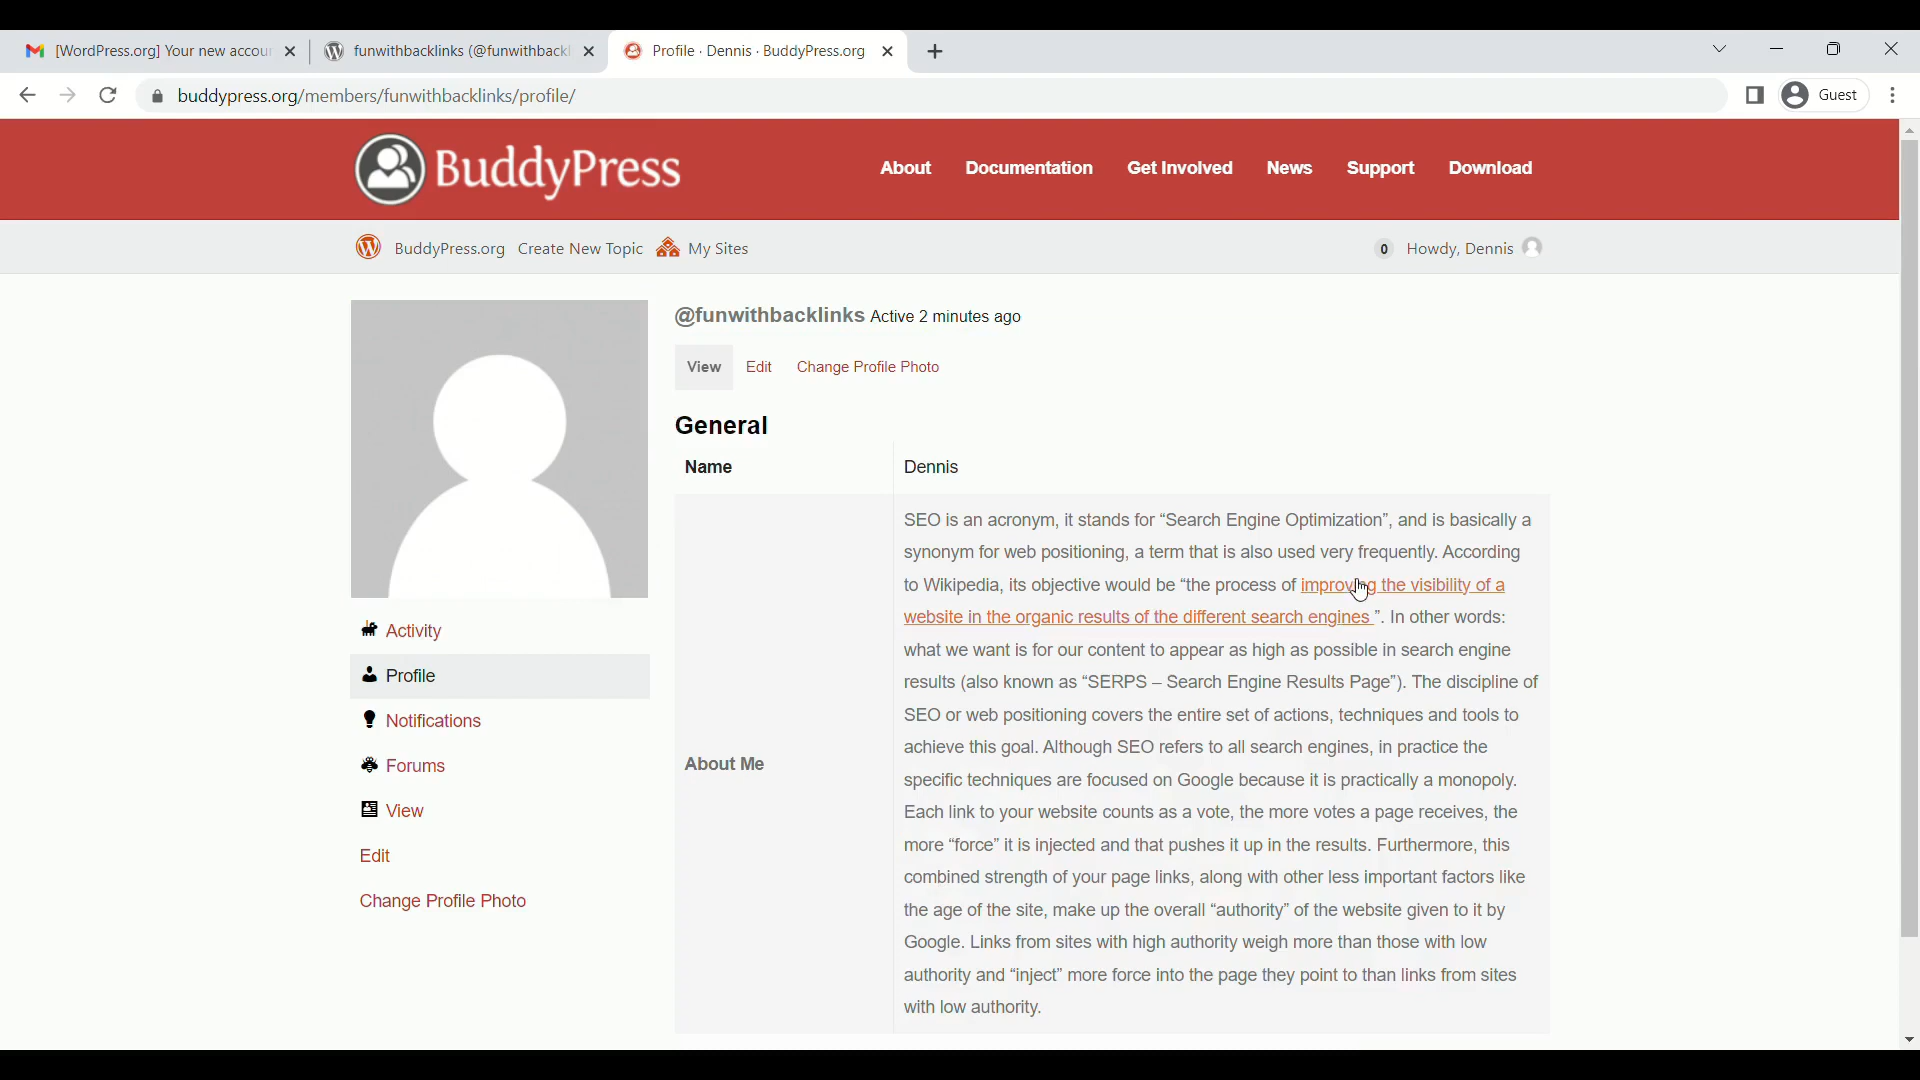 [WordPress.org] Your new accou
funwithbacklinks (@funwithbackl
Profile · Dennis · BuddyPress.org
buddypress.org/members/funwithbacklinks/profile/
Guest
BuddyPress
About Documentation Get Involved News Support Download
BuddyPress.org Create New Topic My Sites
0 Howdy, Dennis
@funwithbacklinks Active 2 minutes ago
View Edit Change Profile Photo
General
Name Dennis
About Me
SEO is an acronym, it stands for “Search Engine Optimization”, and is basically a
synonym for web positioning, a term that is also used very frequently. According
to Wikipedia, its objective would be “the process of improving the visibility of a
website in the organic results of the different search engines ”. In other words:
what we want is for our content to appear as high as possible in search engine
results (also known as “SERPS – Search Engine Results Page”). The discipline of
SEO or web positioning covers the entire set of actions, techniques and tools to
achieve this goal. Although SEO refers to all search engines, in practice the
specific techniques are focused on Google because it is practically a monopoly.
Each link to your website counts as a vote, the more votes a page receives, the
more “force” it is injected and that pushes it up in the results. Furthermore, this
combined strength of your page links, along with other less important factors like
the age of the site, make up the overall “authority” of the website given to it by
Google. Links from sites with high authority weigh more than those with low
authority and “inject” more force into the page they point to than links from sites
with low authority.
Activity
Profile
Notifications
Forums
View
Edit
Change Profile Photo